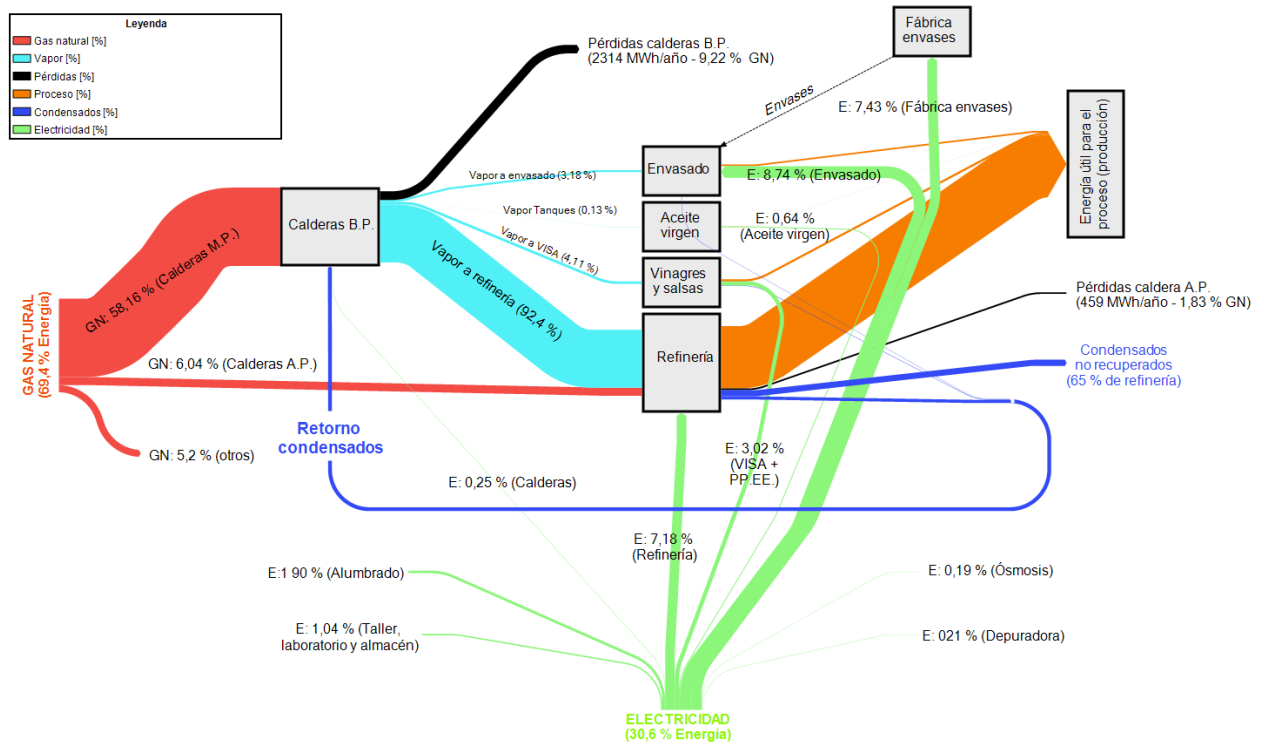 Leyenda
Gas natural [%]
Vapor [%]
Pérdidas [%]
Proceso [%]
Condensados [%]
Electricidad [%]
Pérdidas calderas B.P.
(2314 MWh/año - 9,22 % GN)
Fábrica
envases
Envases
E: 7,43 % (Fábrica envases)
Energía útil para el
proceso (producción)
Envasado
E: 8,74 % (Envasado)
Vapor a envasado (3,18 %)
Calderas B.P.
Vapor Tanques (0,13 %)
Aceite
virgen
E: 0,64 %
(Aceite virgen)
Vapor a VISA (4,11 %)
Vinagres
y salsas
GN: 58,16 % (Calderas M.P.)
Vapor a refinería (92,4 %)
Pérdidas caldera A.P.
(459 MWh/año - 1,83 % GN)
GAS NATURAL
(69,4 % Energía)
Refinería
GN: 6,04 % (Calderas A.P.)
Condensados
no recuperados
(65 % de refinería)
Retorno
condensados
GN: 5,2 % (otros)
E: 3,02 %
(VISA +
PP.EE.)
E: 0,25 % (Calderas)
E: 7,18 %
(Refinería)
E:1 90 % (Alumbrado)
E: 0,19 % (Ósmosis)
E: 1,04 % (Taller,
laboratorio y almacén)
E: 021 % (Depuradora)
ELECTRICIDAD
(30,6 % Energía)